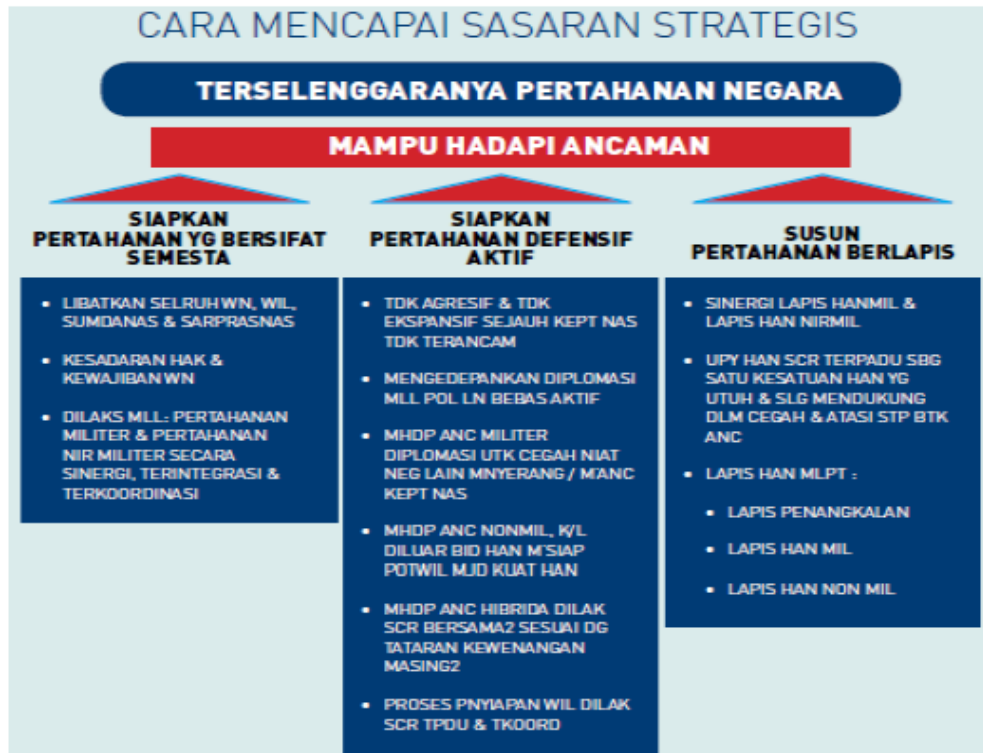 CARA MENCAPAI SASARAN STRATEGIS
TERSELENGGARANYA PERTAHANAN NEGARA
MAMPU HADAPI ANCAMAN
SIAPKAN
PERTAHANAN YG BERSIFAT
SEMESTA
• LIBATKAN SELRUH WN, WIL,
SUMDANAS & SARPRASNAS
• KESADARAN HAK &
KEWAJIBAN WN
• DILAKS MLL: PERTAHANAN
MILITER & PERTAHANAN
NIR MILITER SECARA
SINERGI, TERINTEGRASI &
TERKOORDINASI
SIAPKAN
PERTAHANAN DEFENSIF
AKTIF
• TDK AGRESIF & TDK
EKSPANSIF SEJAUH KEPT NAS
TDK TERANCAM
• MENGEDEPANKAN DIPLOMASI
MLL POL LN BEBAS AKTIF
• MHDP ANC MILITER
DIPLOMASI UTK CEGAH NIAT
NEG LAIN MNYERANG / M'ANC
KEPT NAS
• MHDP ANC NONMIL, K/L
DILUAR BID HAN M'SIAP
POTWIL MJD KUAT HAN
• MHDP ANC HIBRIDA DILAK
SCR BERSAMA2 SESUAI DG
TATARAN KEWENANGAN
MASING2
• PROSES PNYIAPAN WIL DILAK
SCR TPDU & TKOORD
SUSUN
PERTAHANAN BERLAPIS
• SINERGI LAPIS HANMIL &
LAPIS HAN NIRMIL
• UPY HAN SCR TERPADU SBG
SATU KESATUAN HAN YG
UTUH & SLG MENDUKUNG
DLM CEGAH & ATASI STP BTK
ANC
• LAPIS HAN MLPT :
• LAPIS PENANGKALAN
• LAPIS HAN MIL
• LAPIS HAN NON MIL